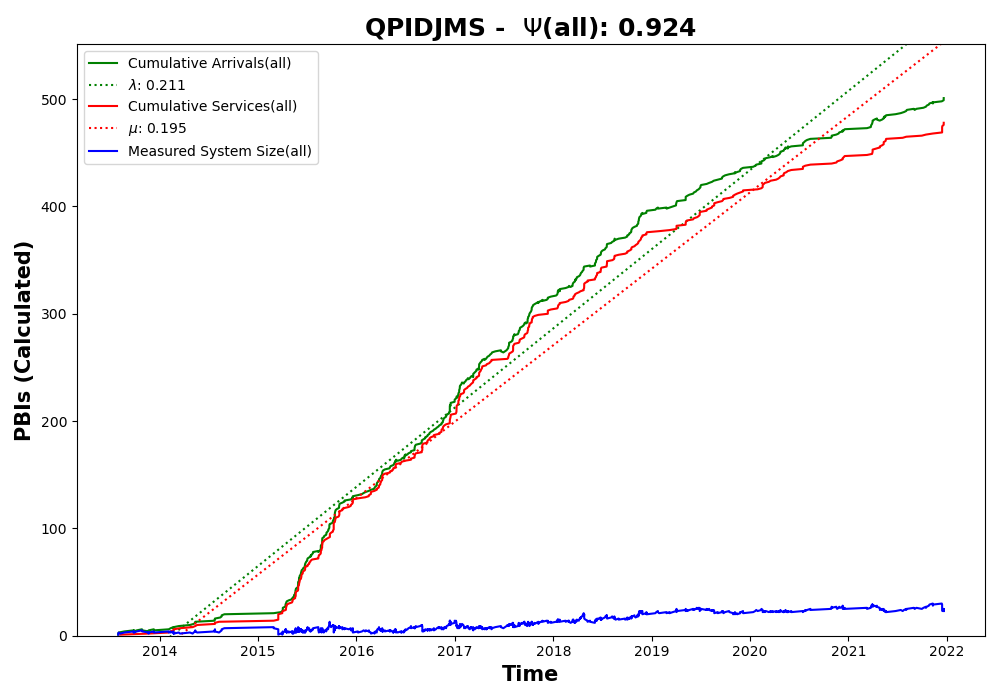 QPIDJMS - Ψ(all): 0.924
Cumulative Arrivals(all)
λ: 0.211
Cumulative Services(all)
μ: 0.195
Measured System Size(all)
PBIs (Calculated)
500
400
300
200
100
0
2014 2015 2016 2017 2018 2019 2020 2021 2022
Time